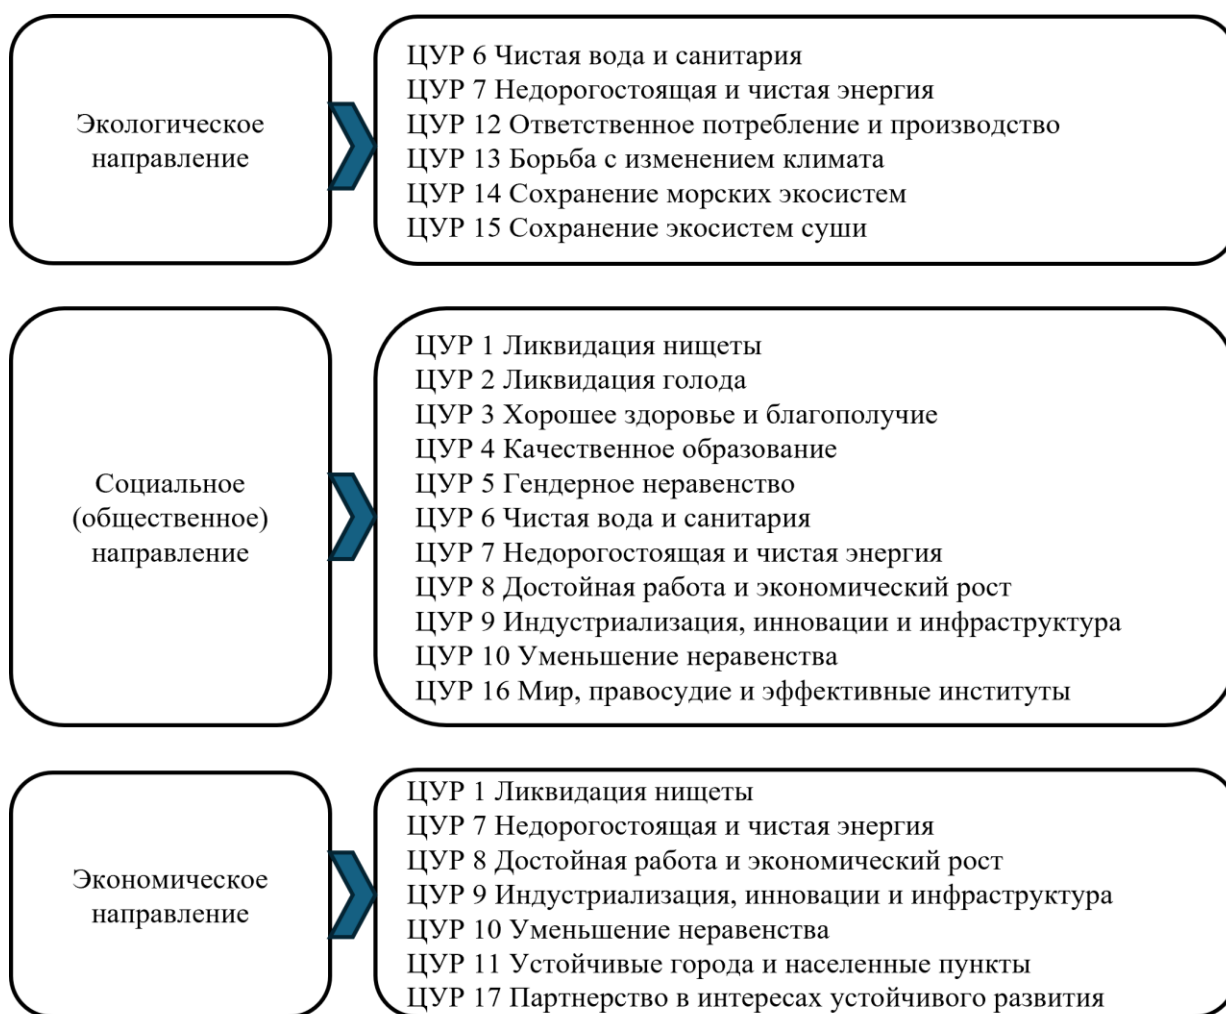 Экологическое
направление
ЦУР 6 Чистая вода и санитария
ЦУР 7 Недорогостоящая и чистая энергия
ЦУР 12 Ответственное потребление и производство
ЦУР 13 Борьба с изменением климата
ЦУР 14 Сохранение морских экосистем
ЦУР 15 Сохранение экосистем суши
Социальное
(общественное)
направление
ЦУР 1 Ликвидация нищеты
ЦУР 2 Ликвидация голода
ЦУР 3 Хорошее здоровье и благополучие
ЦУР 4 Качественное образование
ЦУР 5 Гендерное неравенство
ЦУР 6 Чистая вода и санитария
ЦУР 7 Недорогостоящая и чистая энергия
ЦУР 8 Достойная работа и экономический рост
ЦУР 9 Индустриализация, инновации и инфраструктура
ЦУР 10 Уменьшение неравенства
ЦУР 16 Мир, правосудие и эффективные институты
Экономическое
направление
ЦУР 1 Ликвидация нищеты
ЦУР 7 Недорогостоящая и чистая энергия
ЦУР 8 Достойная работа и экономический рост
ЦУР 9 Индустриализация, инновации и инфраструктура
ЦУР 10 Уменьшение неравенства
ЦУР 11 Устойчивые города и населенные пункты
ЦУР 17 Партнерство в интересах устойчивого развития